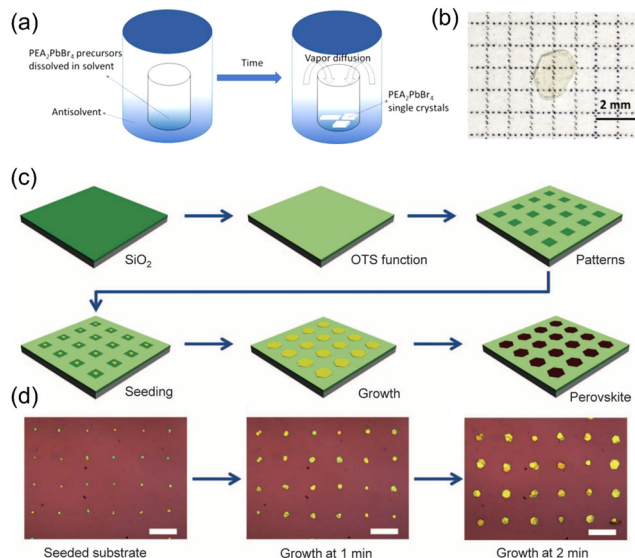 (a)
PEA₂PbBr₄ precursors
dissolved in solvent
Antisolvent
Time
Vapor diffusion
PEA₂PbBr₄
single crystals
(b)
2 mm
(c)
SiO₂
OTS function
Patterns
Seeding
Growth
Perovskite
(d)
Seeded substrate
Growth at 1 min
Growth at 2 min